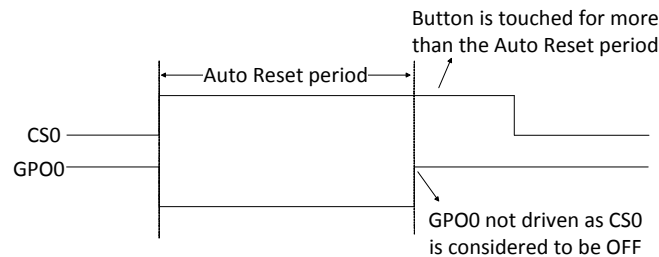 Button is touched for more
than the Auto Reset period
Auto Reset period
CS0
GPO0
GPO0 not driven as CS0
is considered to be OFF